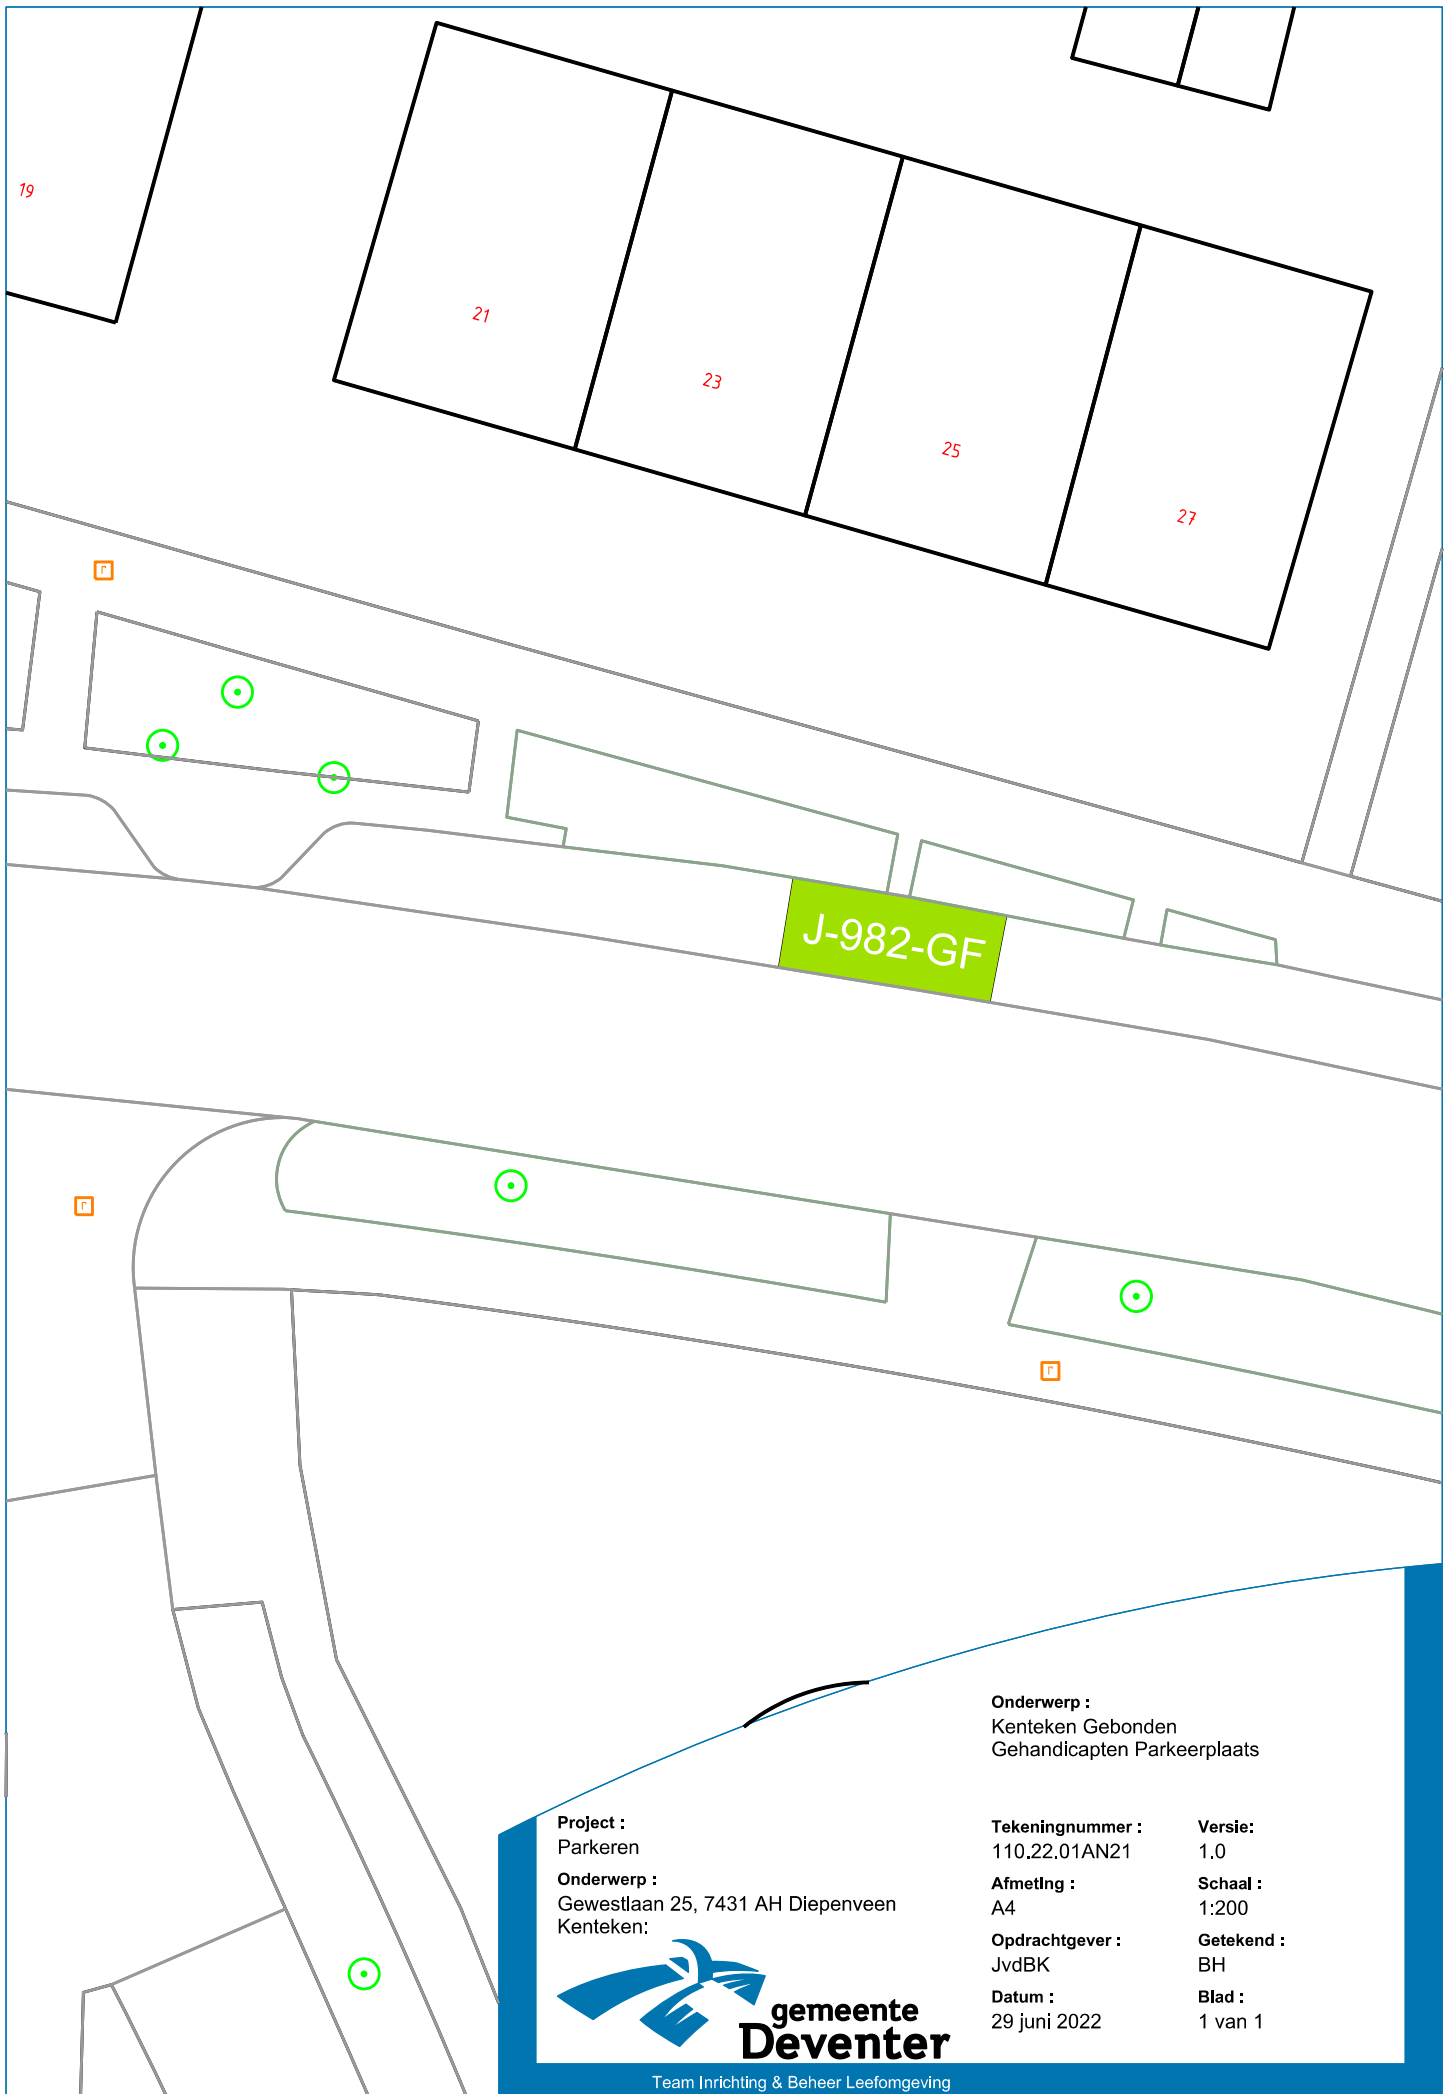 19
21
23
25
27
J-982-GF
Onderwerp :
Kenteken Gebonden
Gehandicapten Parkeerplaats
Project :
Parkeren
Onderwerp :
Gewestlaan 25, 7431 AH Diepenveen
Kenteken:
Tekeningnummer : Versie:
110.22.01AN21 1.0
Afmeting : Schaal :
A4 1:200
Opdrachtgever : Getekend :
JvdBK BH
Datum : Blad :
29 juni 2022 1 van 1
gemeente
Deventer
Team Inrichting & Beheer Leefomgeving